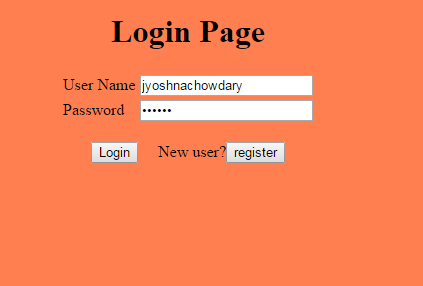 Login Page
User Name jyoshnachowdary
Password ••••••
Login New user? register